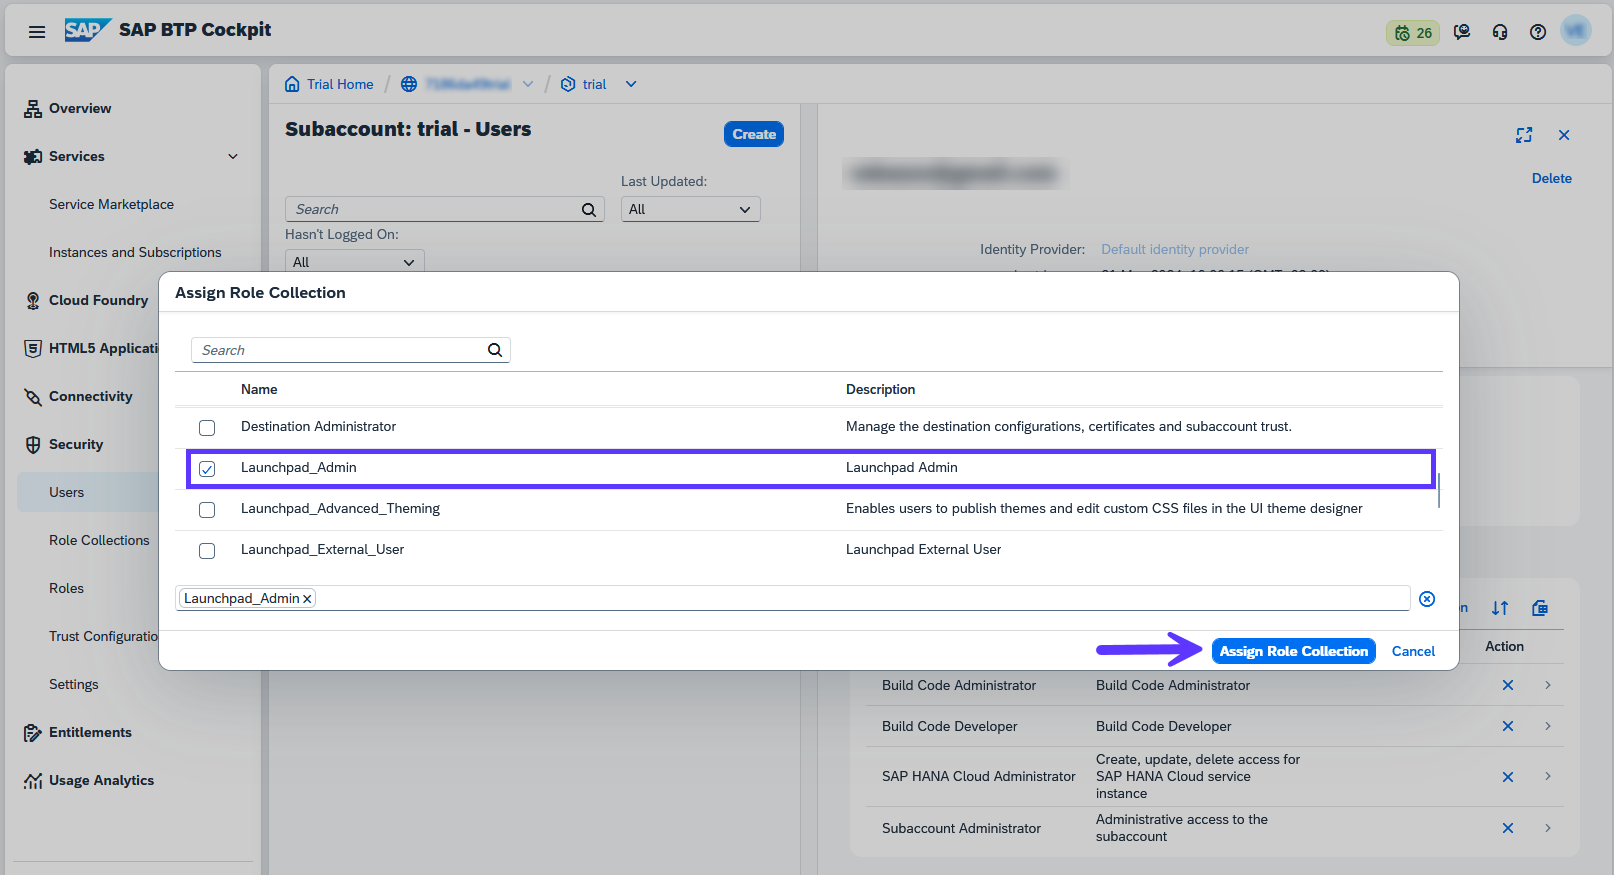 SAP SAP BTP Cockpit
26
Overview
Services
Service Marketplace
Instances and Subscriptions
Cloud Foundry
HTML5 Applicati
Connectivity
Security
Users
Role Collections
Roles
Trust Configuratio
Settings
Entitlements
Usage Analytics
Trial Home / / trial
Subaccount: trial - Users
Create
Search
Last Updated:
All
Hasn't Logged On:
All
Delete
Identity Provider: Default identity provider
Assign Role Collection
Search
Name Description
Destination Administrator Manage the destination configurations, certificates and subaccount trust.
Launchpad_Admin Launchpad Admin
Launchpad_Advanced_Theming Enables users to publish themes and edit custom CSS files in the UI theme designer
Launchpad_External_User Launchpad External User
Launchpad_Admin
Assign Role Collection Cancel
Action
Build Code Administrator Build Code Administrator
Build Code Developer Build Code Developer
SAP HANA Cloud Administrator Create, update, delete access for
SAP HANA Cloud service
instance
Subaccount Administrator Administrative access to the
subaccount